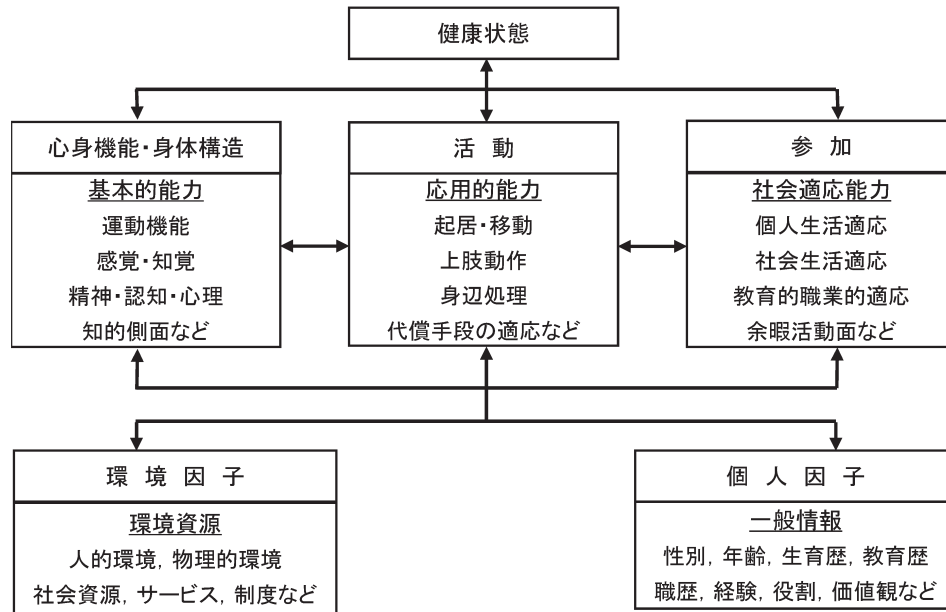 健康状態
心身機能・身体構造
基本的能力
運動機能
感覚・知覚
精神・認知・心理
知的側面など
活 動
応用的能力
起居・移動
上肢動作
身辺処理
代償手段の適応など
参 加
社会適応能力
個人生活適応
社会生活適応
教育的職業的適応
余暇活動面など
環 境 因 子
環境資源
人的環境, 物理的環境
社会資源, サービス, 制度など
個 人 因 子
一般情報
性別, 年齢, 生育歴, 教育歴
職歴, 経験, 役割, 価値観など